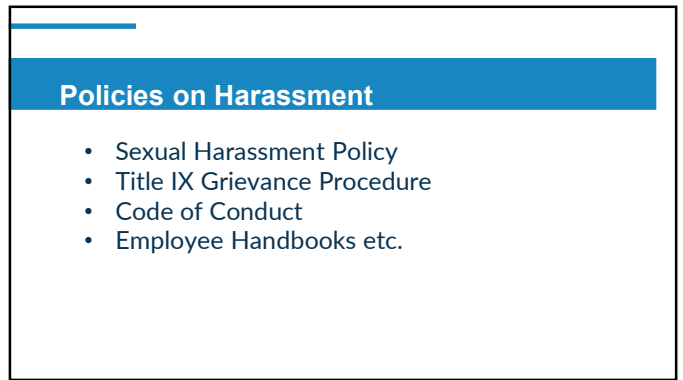 Policies on Harassment
• Sexual Harassment Policy
• Title IX Grievance Procedure
• Code of Conduct
• Employee Handbooks etc.